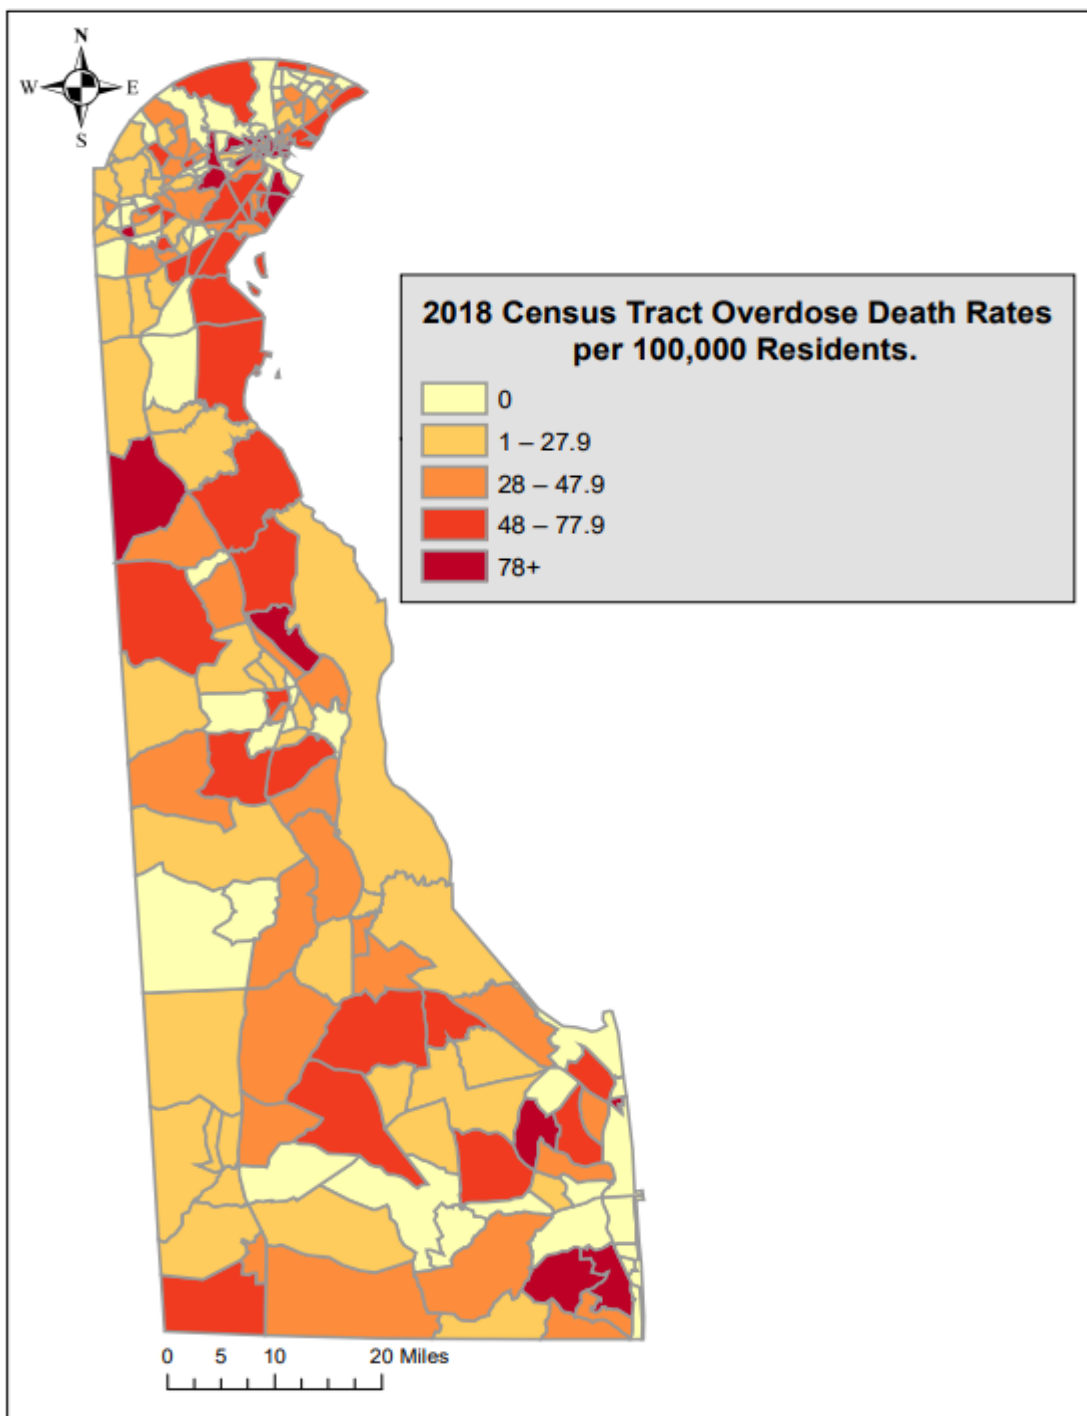 N
W E
S
2018 Census Tract Overdose Death Rates
per 100,000 Residents.
0
1 – 27.9
28 – 47.9
48 – 77.9
78+
0 5 10 20 Miles